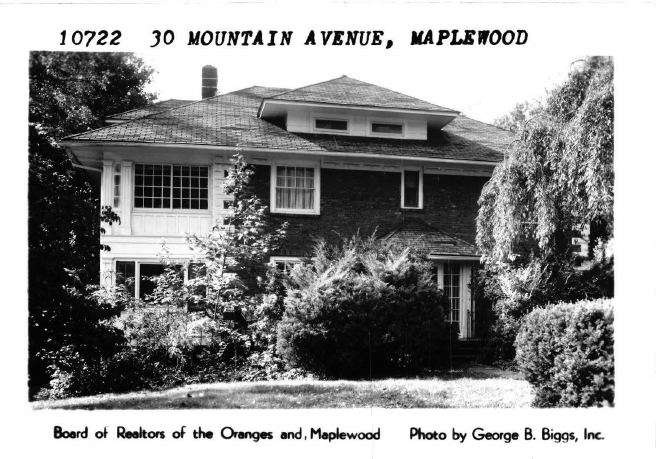 10722 30 MOUNTAIN AVENUE, MAPLEWOOD
Board of Realtors of the Oranges and, Maplewood Photo by George B. Biggs, Inc.